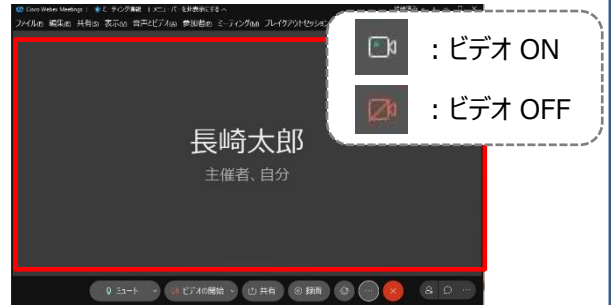 Cisco Webex Meetings
ファイル(F) 編集(E) 共有(S) 表示(V) 音声とビデオ(A) 参加者(P) ミーティング(M) ブレイクアウトセッション
：ビデオ ON
：ビデオ OFF
長崎太郎
主催者、自分
ミュート
ビデオの開始
共有
録画